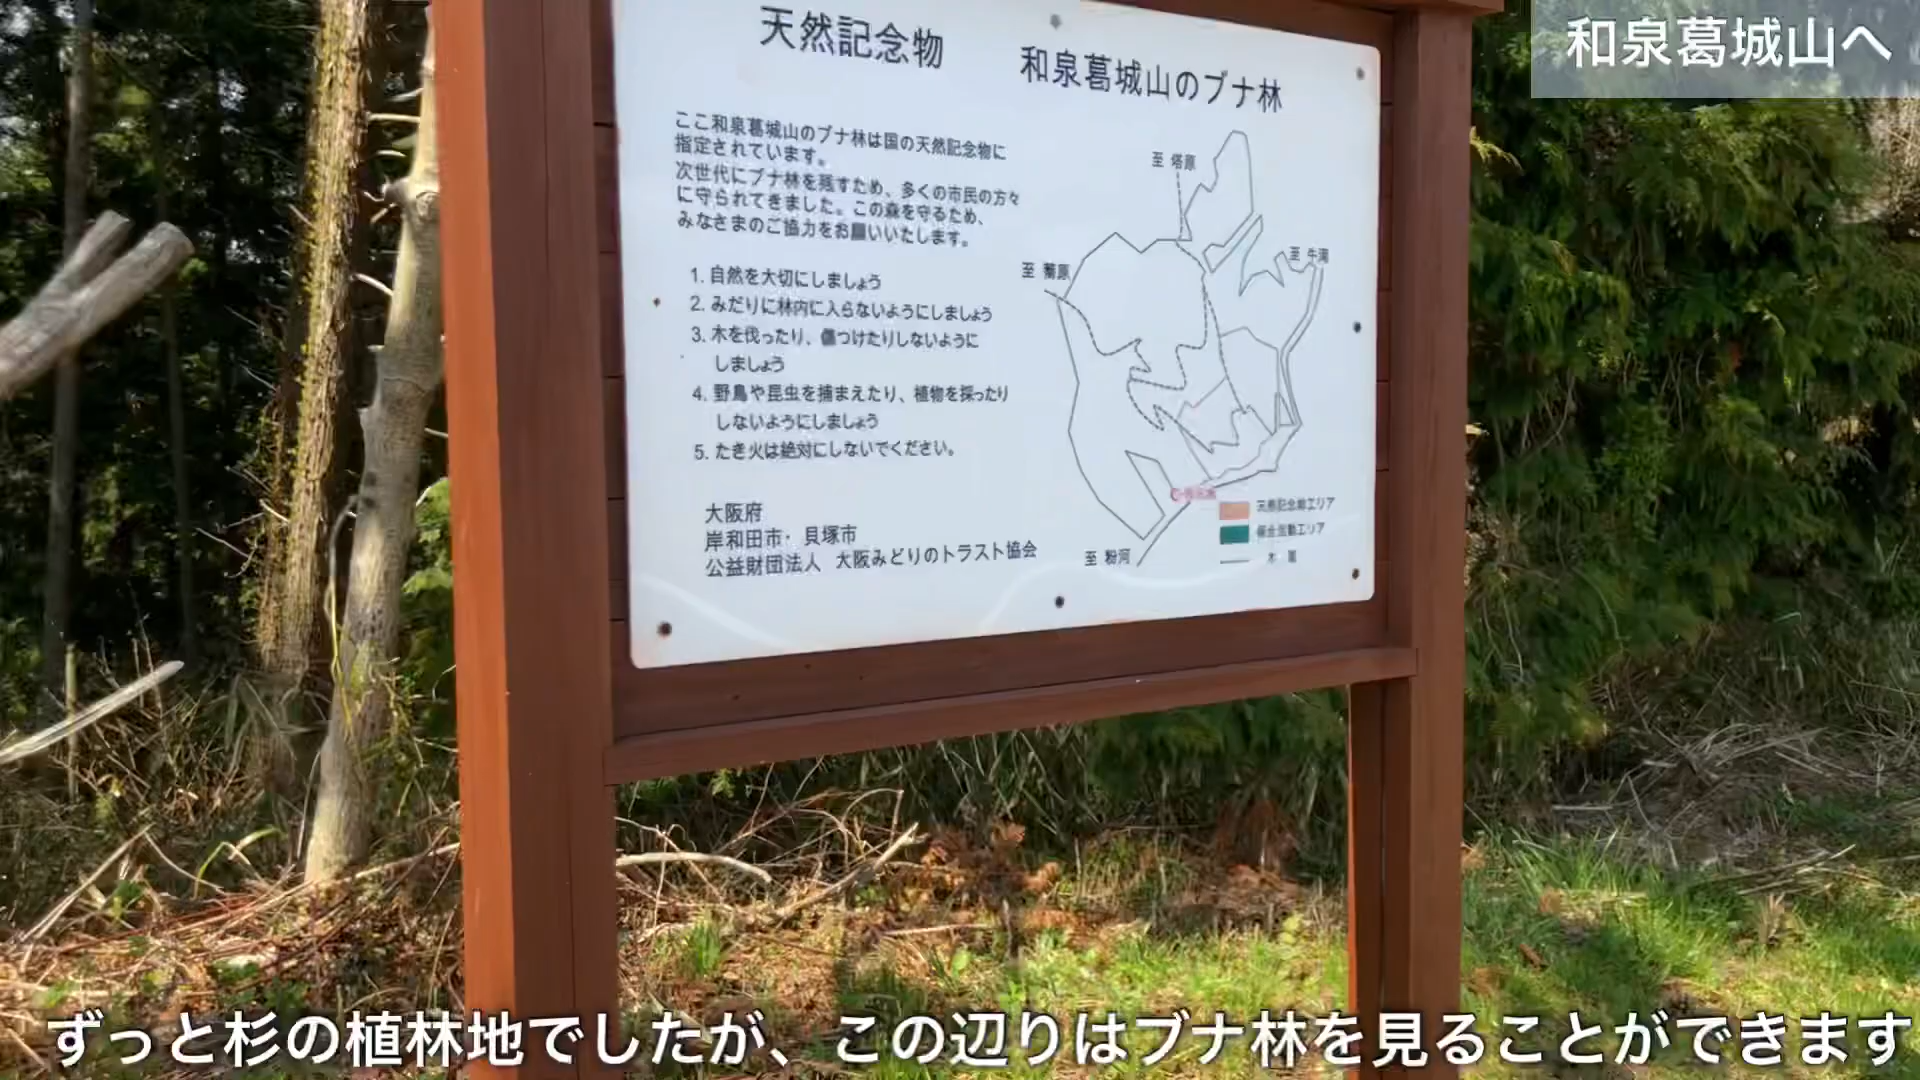 和泉葛城山へ
天然記念物 和泉葛城山のブナ林
ここ和泉葛城山のブナ林は国の天然記念物に
指定されています。
次世代にブナ林を残すため、多くの市民の方々
に守られてきました。この森を守るため、
みなさまのご協力をお願いいたします。
1. 自然を大切にしましょう
2. みだりに林内に入らないようにしましょう
3. 木を伐ったり、傷つけたりしないように
しましょう
4. 野鳥や昆虫を捕まえたり、植物を採ったり
しないようにしましょう
5. たき火は絶対にしないでください。
大阪府
岸和田市・貝塚市
公益財団法人 大阪みどりのトラスト協会
至 塔原
至 牛滝
至 蕎原
天然記念物エリア
保全活動エリア
至 粉河
ずっと杉の植林地でしたが、この辺りはブナ林を見ることができます